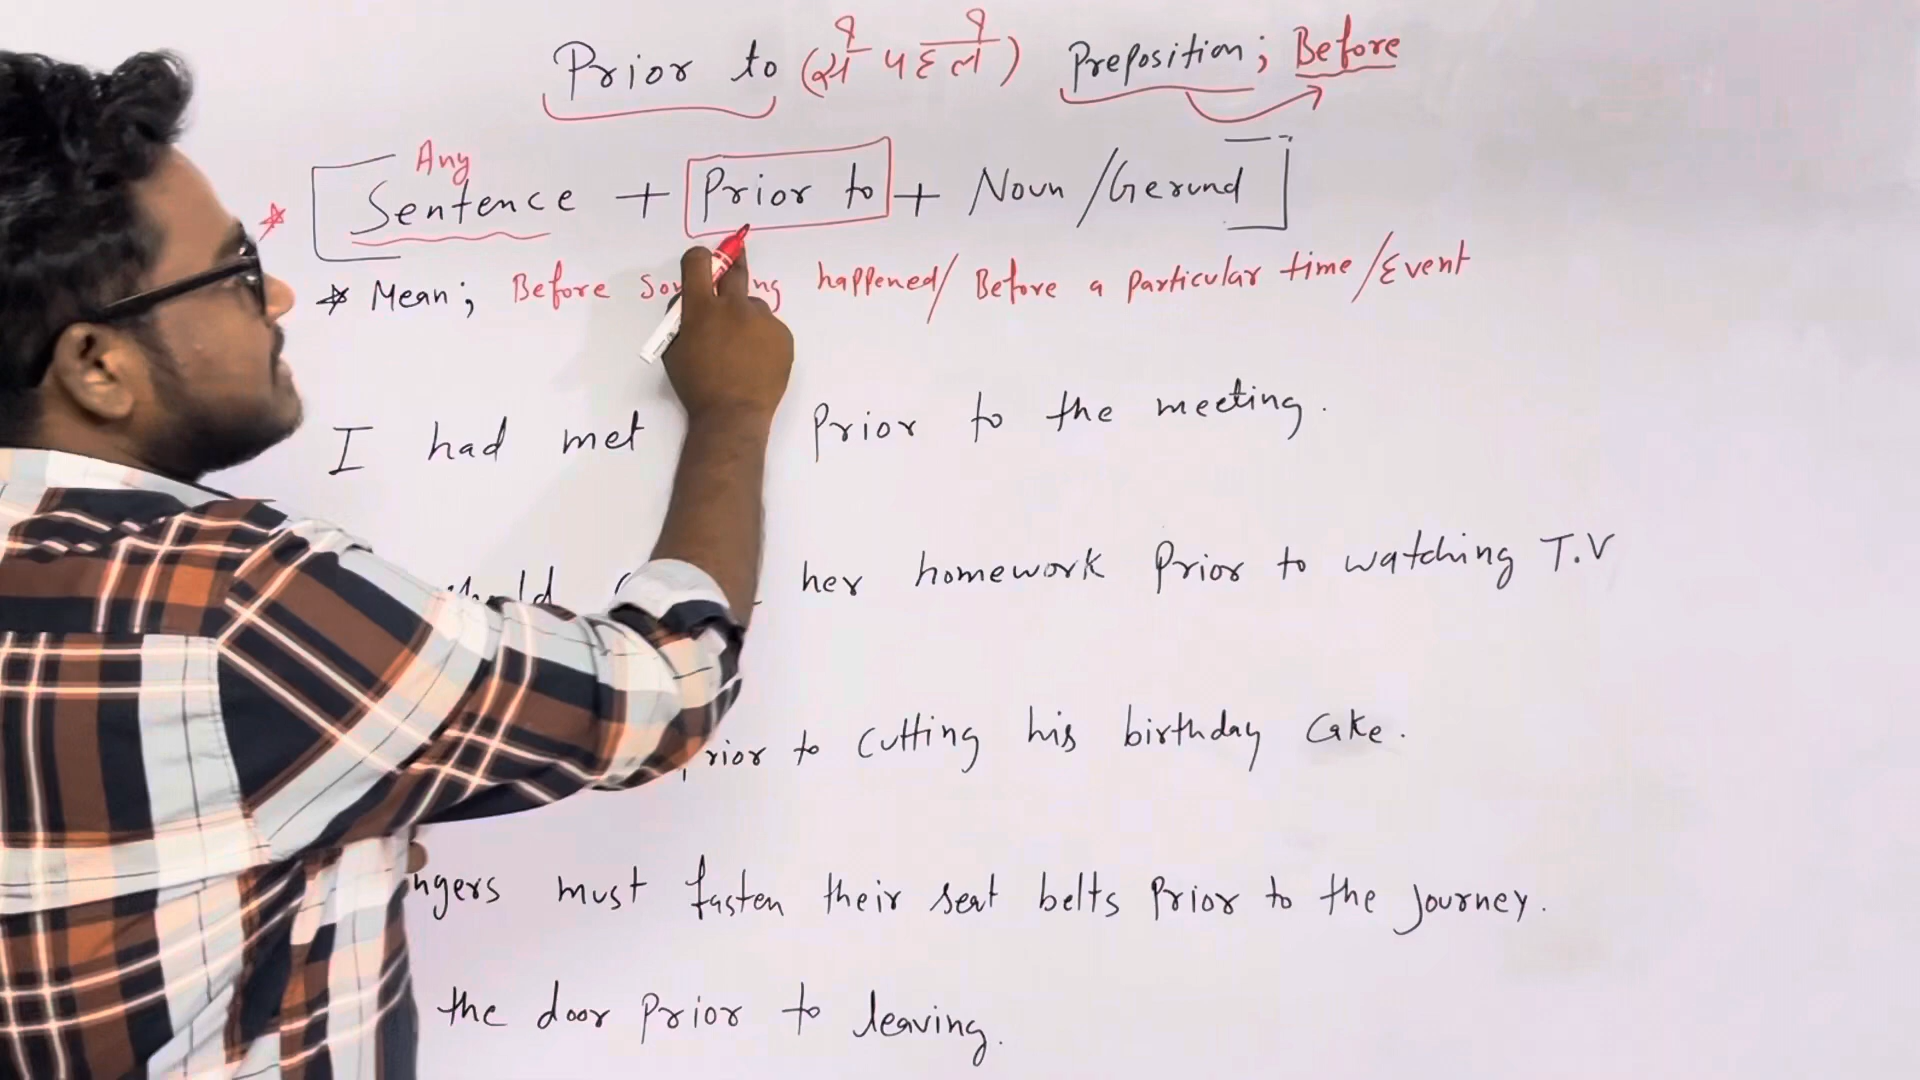 Prior to (से पहले) Preposition; Before
Any
Sentence + Prior to + Noun /Gerund
Mean; Before happened/ Before a particular time /Event
I had met prior to the meeting.
her homework prior to watching T.V
to cutting his birthday cake.
must fasten their seat belts prior to the journey.
the door prior to leaving.